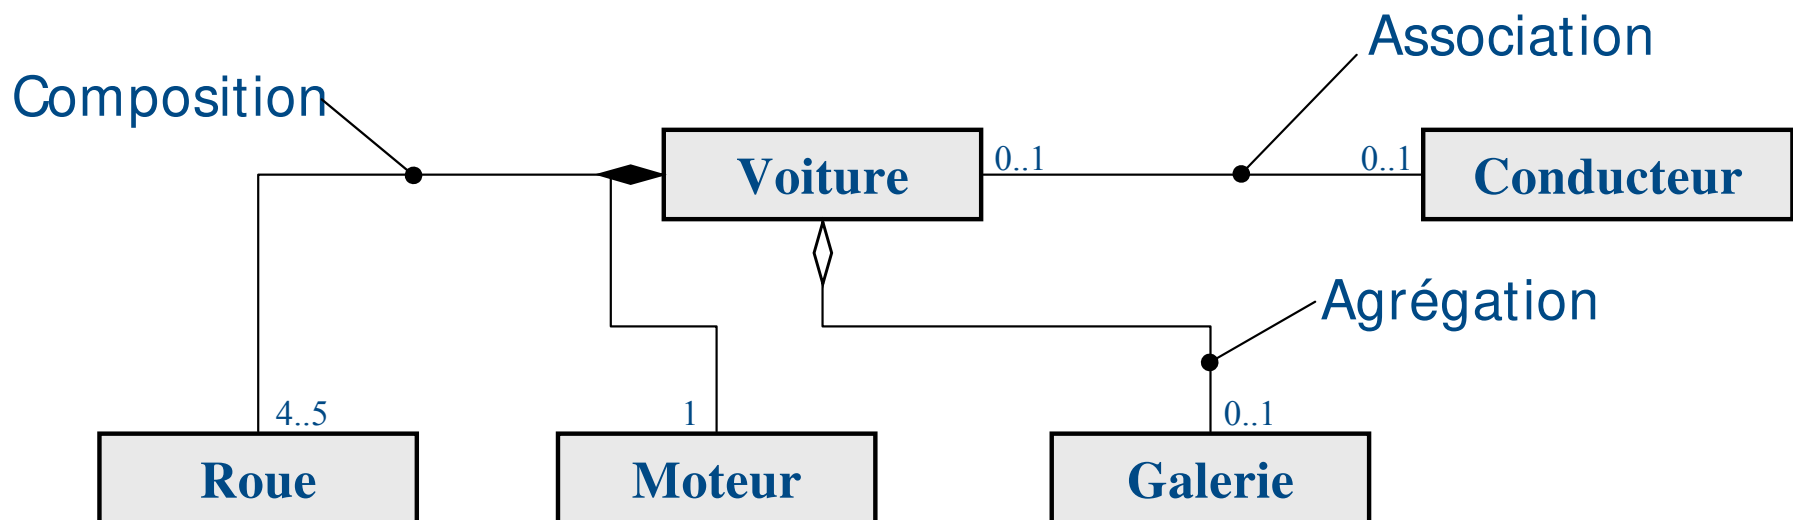 Association
Composition
Voiture
0..1
0..1
Conducteur
Agrégation
4..5
1
0..1
Roue
Moteur
Galerie